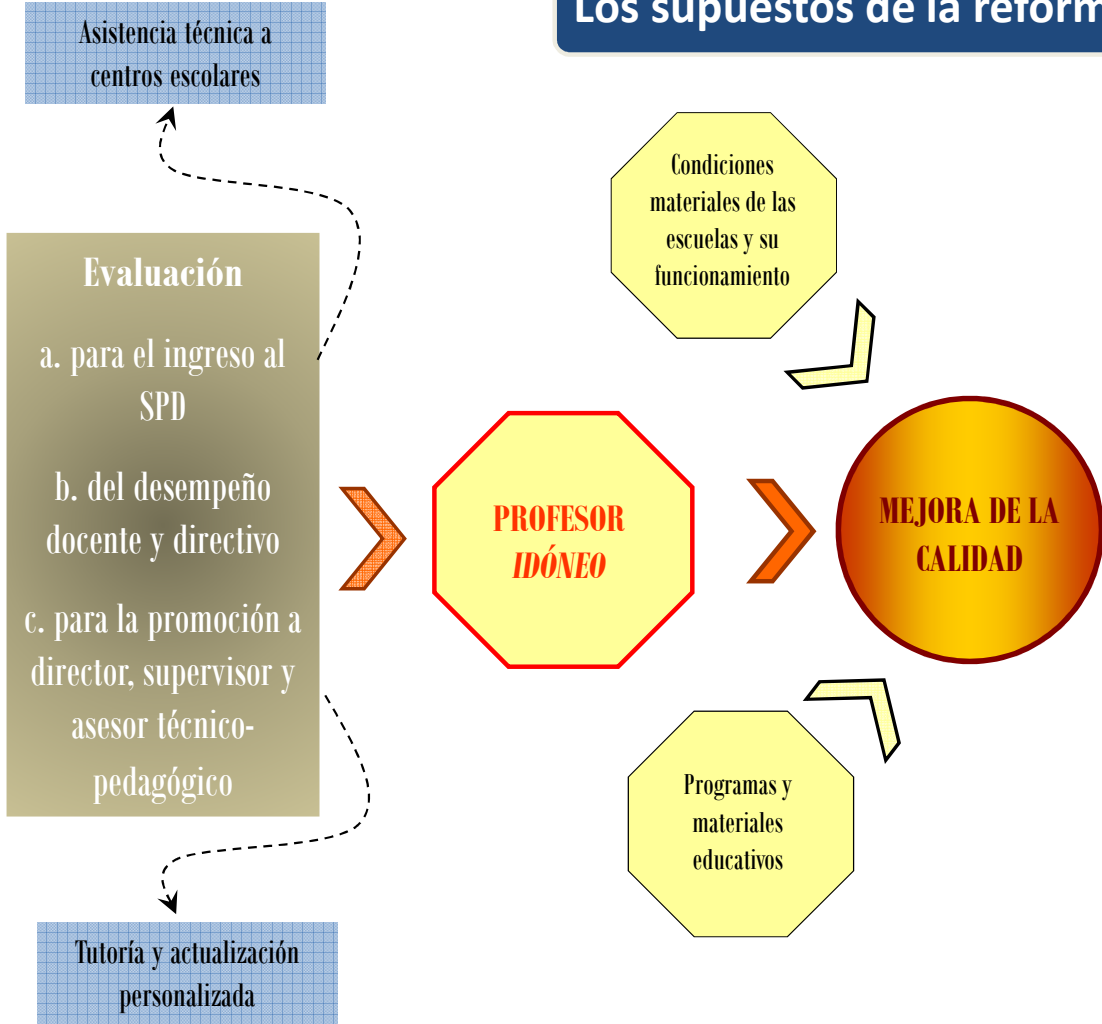 Los supuestos de la reform
Asistencia técnica a
centros escolares
Evaluación
a. para el ingreso al
SPD
b. del desempeño
docente y directivo
c. para la promoción a
director, supervisor y
asesor técnico-
pedagógico
Tutoría y actualización
personalizada
PROFESOR
IDÓNEO
Condiciones
materiales de las
escuelas y su
funcionamiento
Programas y
materiales
educativos
MEJORA DE LA
CALIDAD